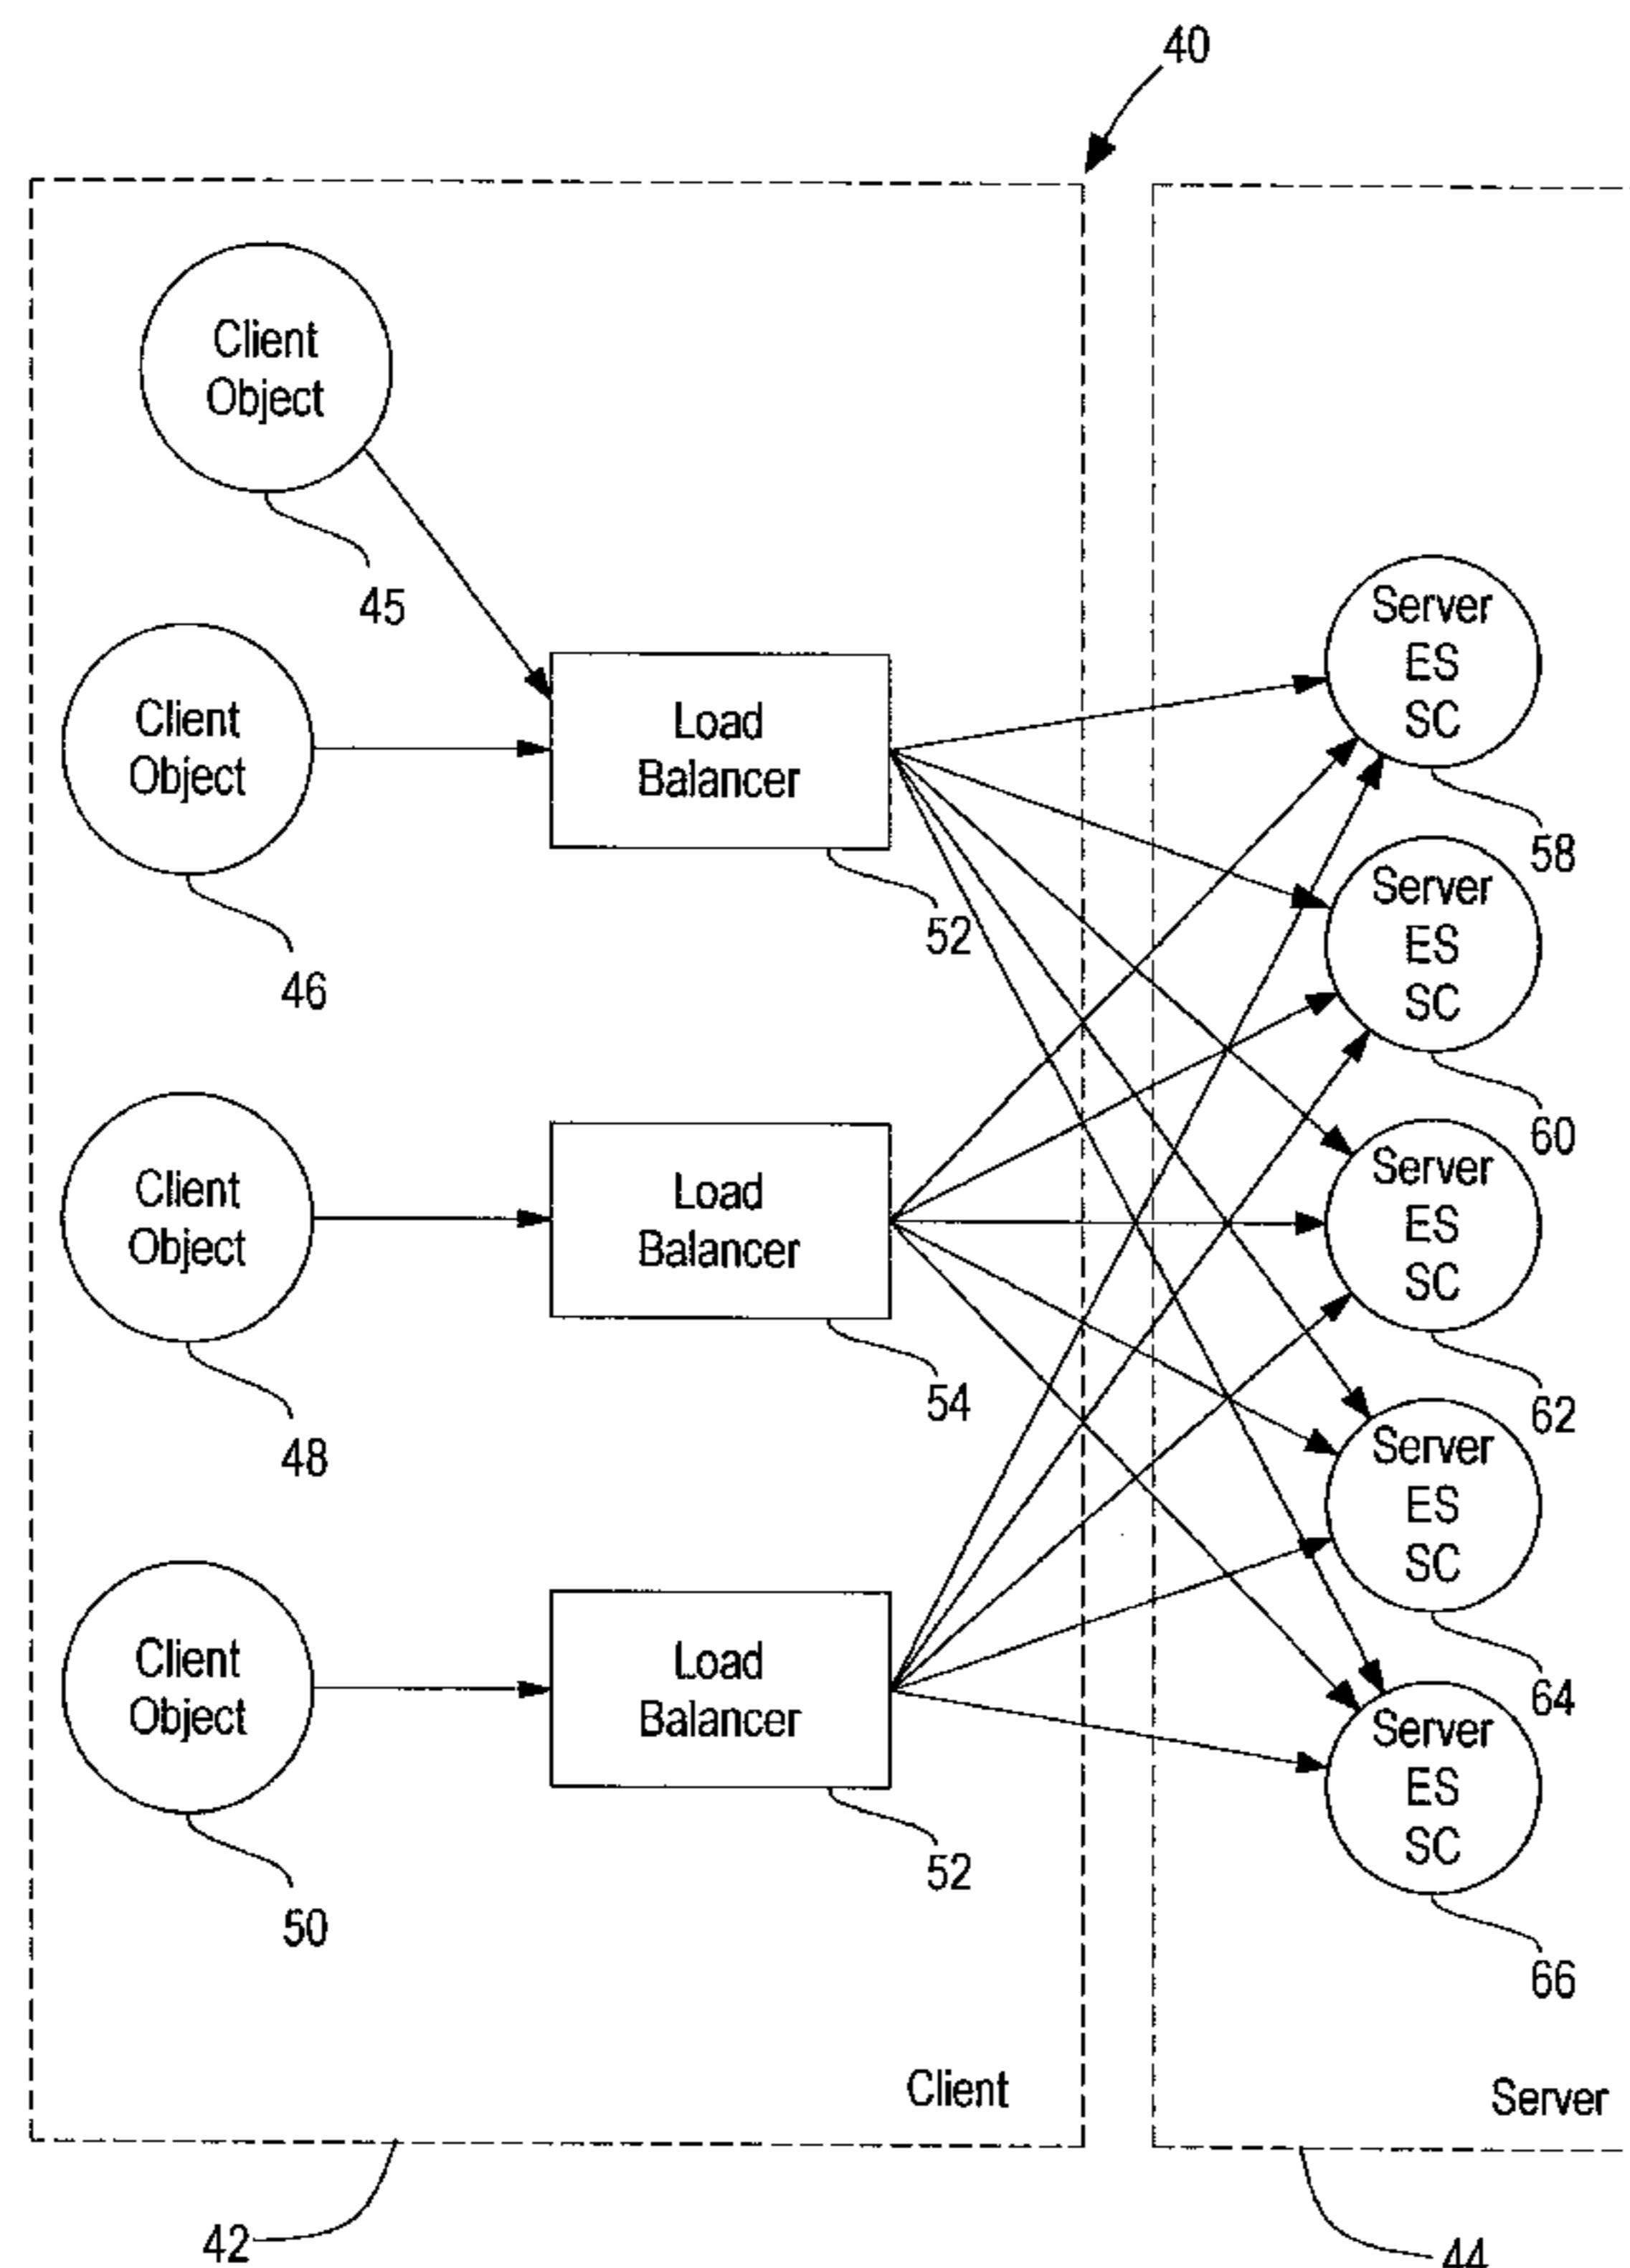 40
Client
Object
45
Client
Object
46
Load
Balancer
52
Client
Object
48
Load
Balancer
54
Client
Object
50
Load
Balancer
52
Server
ES
SC
58
Server
ES
SC
60
Server
ES
SC
62
Server
ES
SC
64
Server
ES
SC
66
Client
Server
42
44